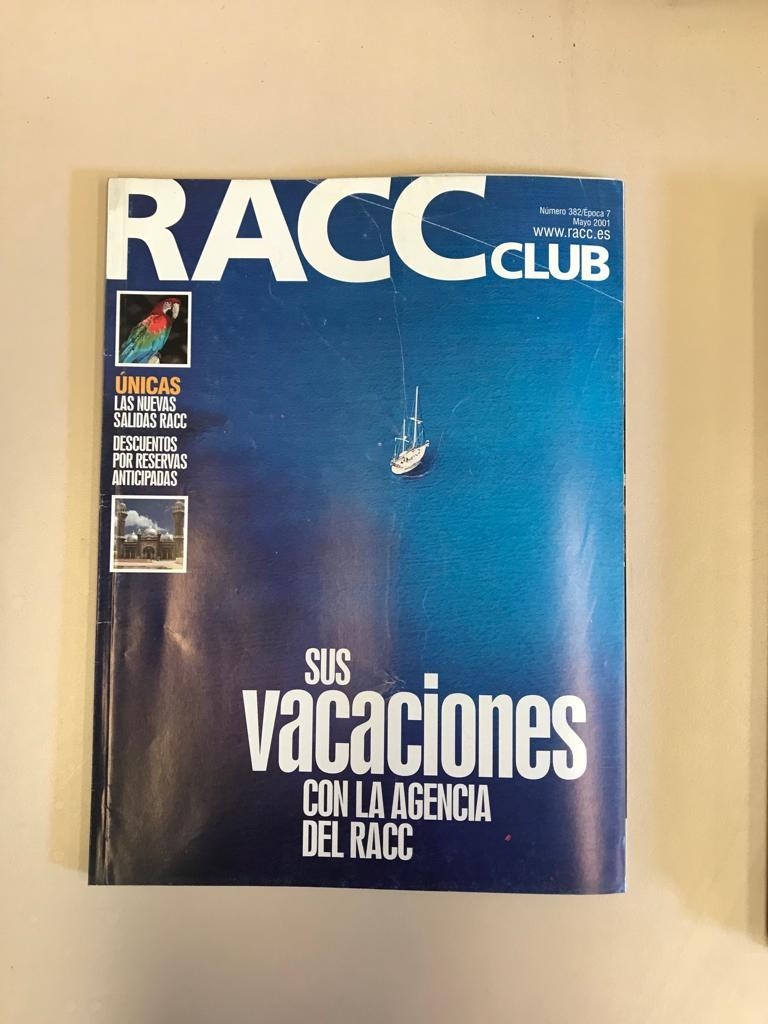 RACC CLUB
Número 382/Época 7
Mayo 2001
www.racc.es
ÚNICAS
LAS NUEVAS
SALIDAS RACC
DESCUENTOS
POR RESERVAS
ANTICIPADAS
SUS
vacaciones
CON LA AGENCIA
DEL RACC